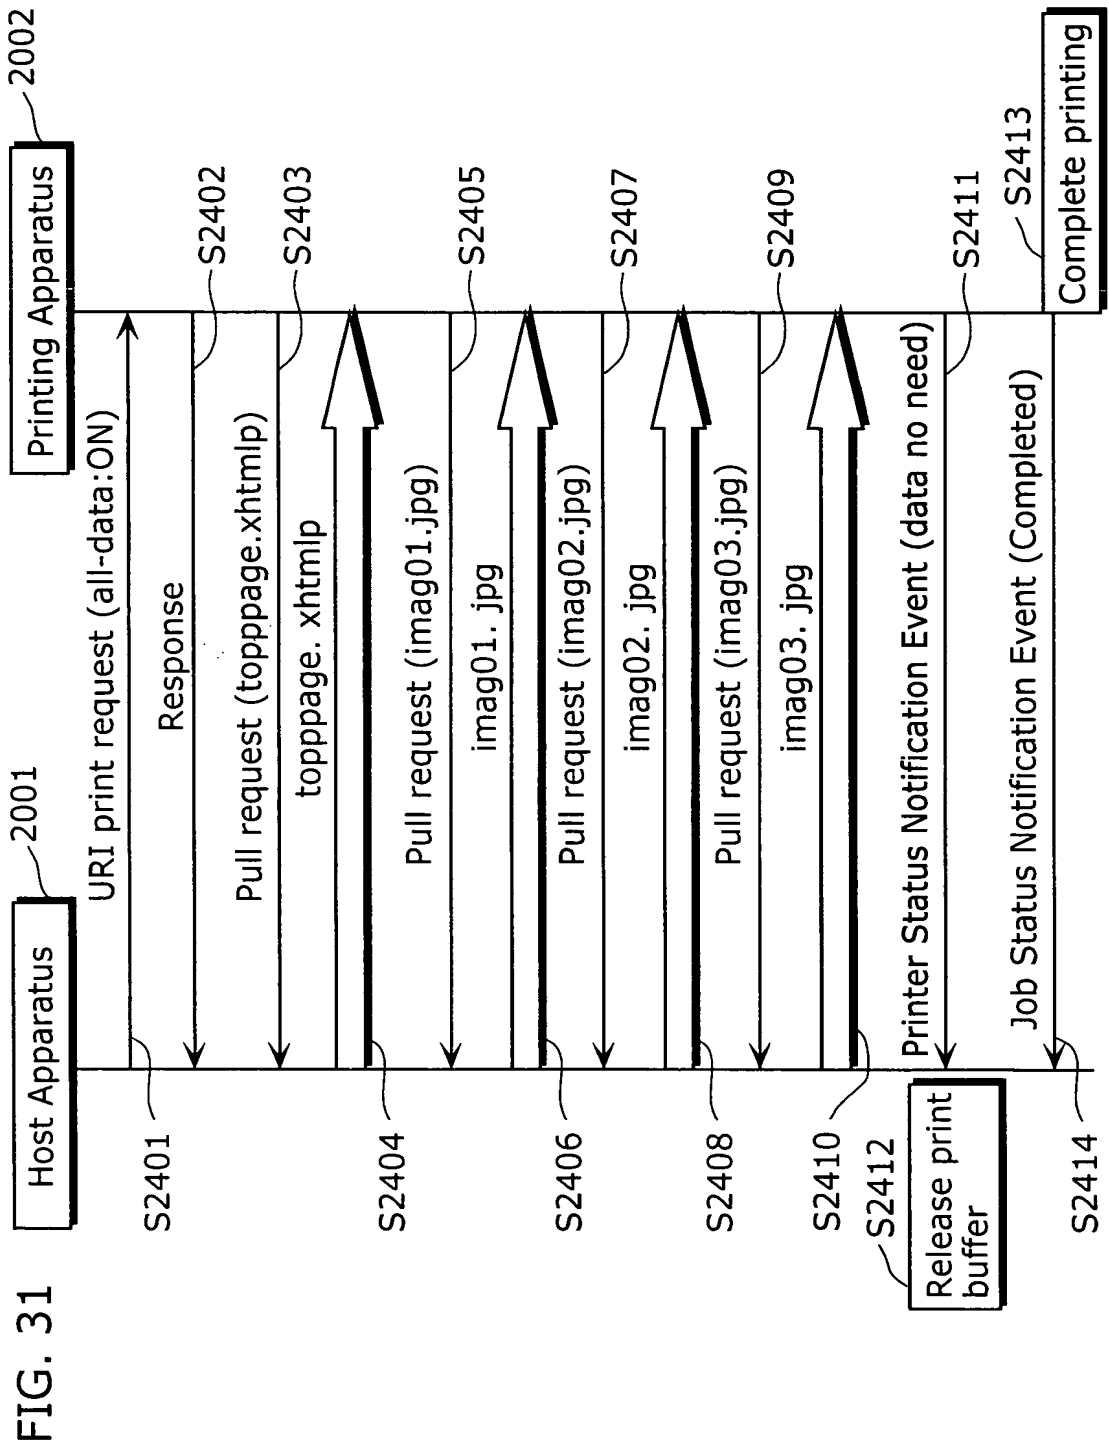 FIG. 31
Host Apparatus
2001
Printing Apparatus
2002
URI print request (all-data:ON)
S2401
Response
S2402
Pull request (topppage.xhtmlp)
S2403
topppage. xhtmlp
S2404
Pull request (imag01.jpg)
S2405
imag01. jpg
S2406
Pull request (imag02.jpg)
S2407
imag02. jpg
S2408
Pull request (imag03.jpg)
S2409
imag03. jpg
S2410
Printer Status Notification Event (data no need)
S2411
S2412
Release print
buffer
S2413
Complete printing
Job Status Notification Event (Completed)
S2414